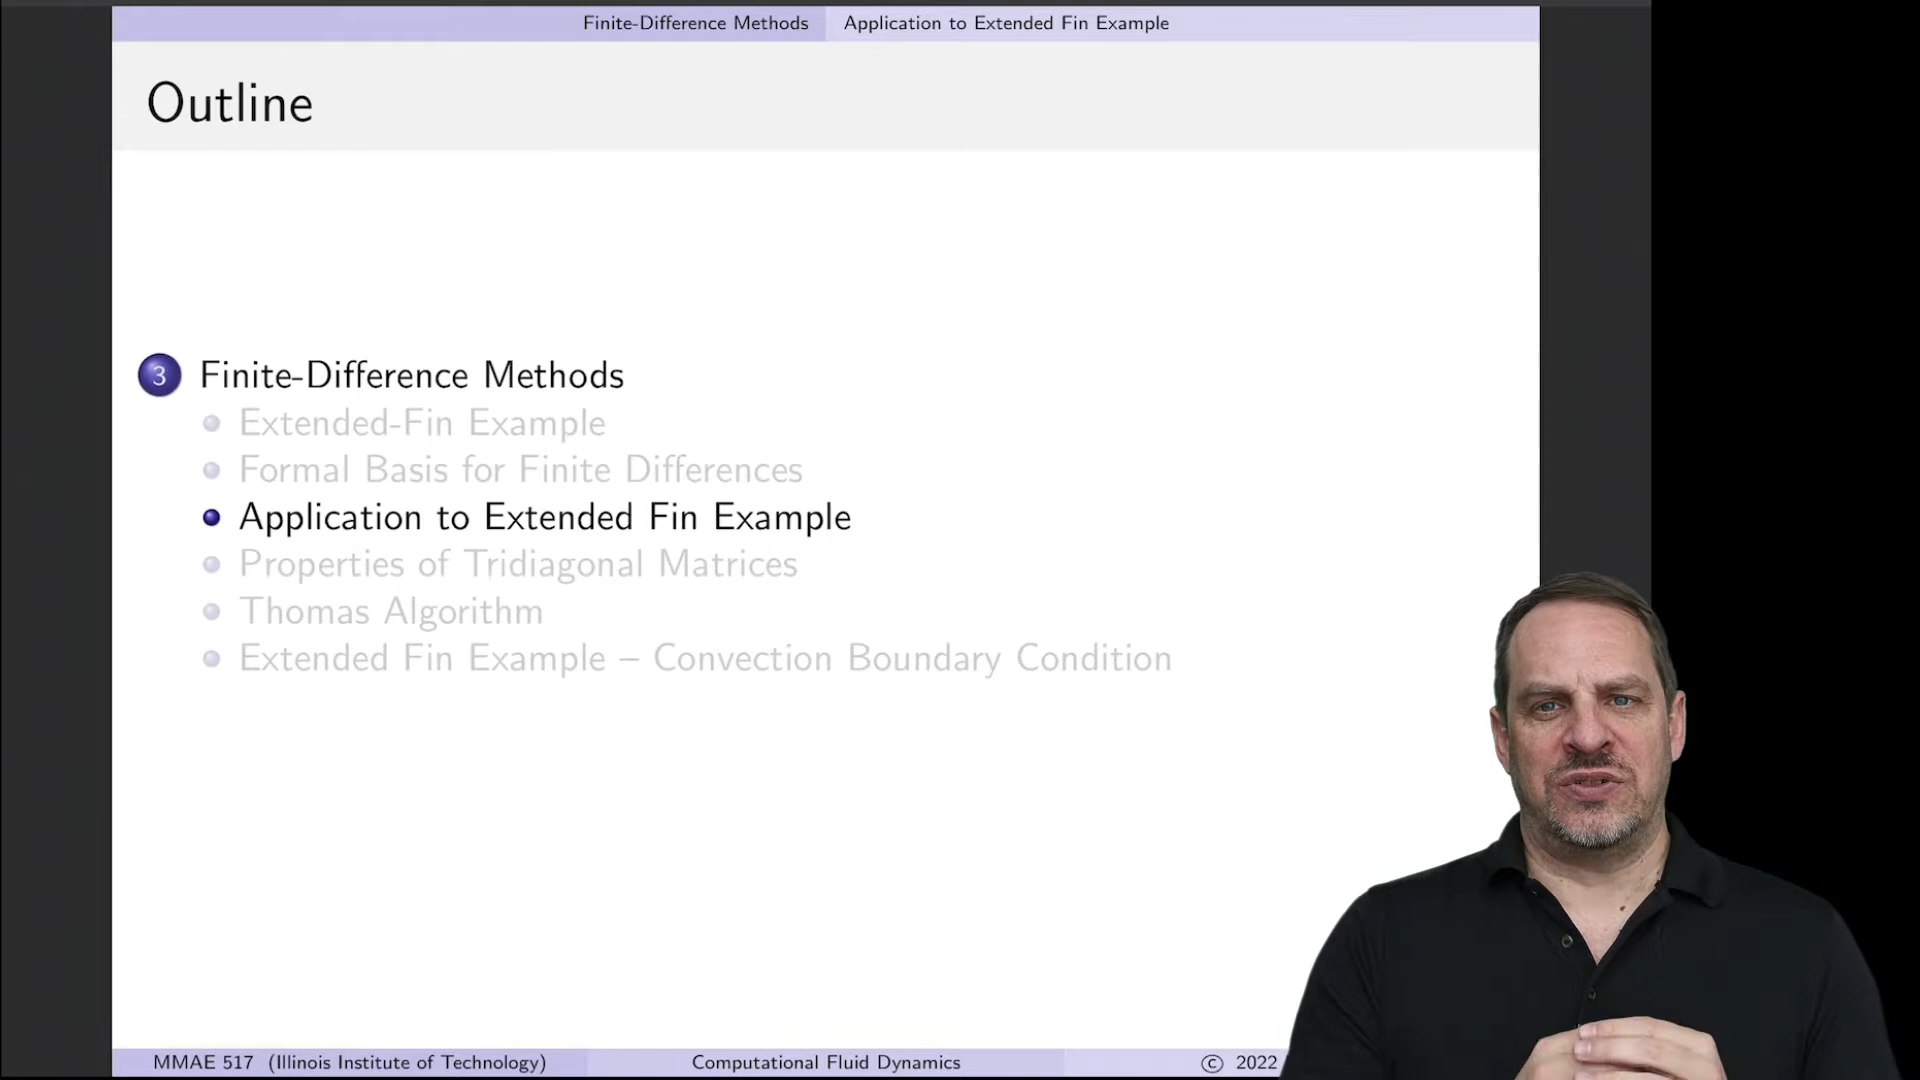 Finite-Difference Methods Application to Extended Fin Example
Outline
3 Finite-Difference Methods
Extended-Fin Example
Formal Basis for Finite Differences
Application to Extended Fin Example
Properties of Tridiagonal Matrices
Thomas Algorithm
Extended Fin Example – Convection Boundary Condition
MMAE 517 (Illinois Institute of Technology) Computational Fluid Dynamics © 2022